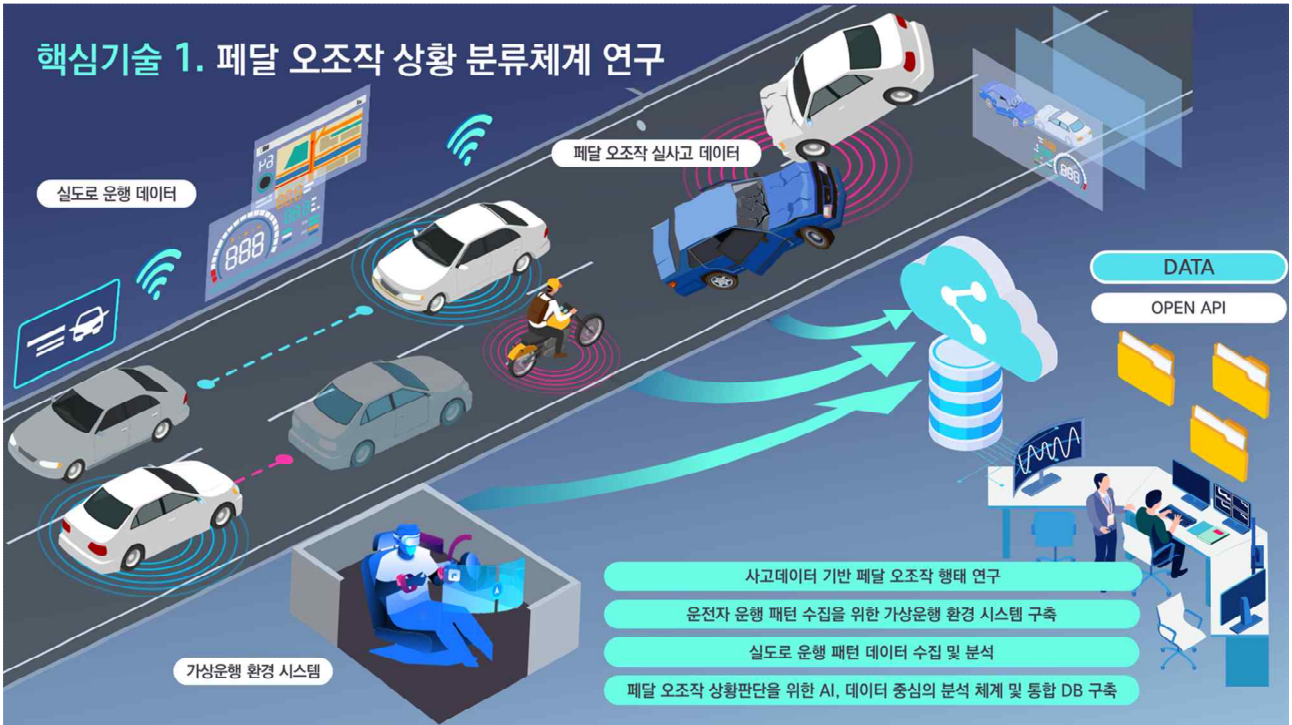 핵심기술 1. 페달 오조작 상황 분류체계 연구
페달 오조작 실사고 데이터
실도로 운행 데이터
DATA
OPEN API
가상운행 환경 시스템
사고데이터 기반 페달 오조작 행태 연구
운전자 운행 패턴 수집을 위한 가상운행 환경 시스템 구축
실도로 운행 패턴 데이터 수집 및 분석
페달 오조작 상황판단을 위한 AI, 데이터 중심의 분석 체계 및 통합 DB 구축